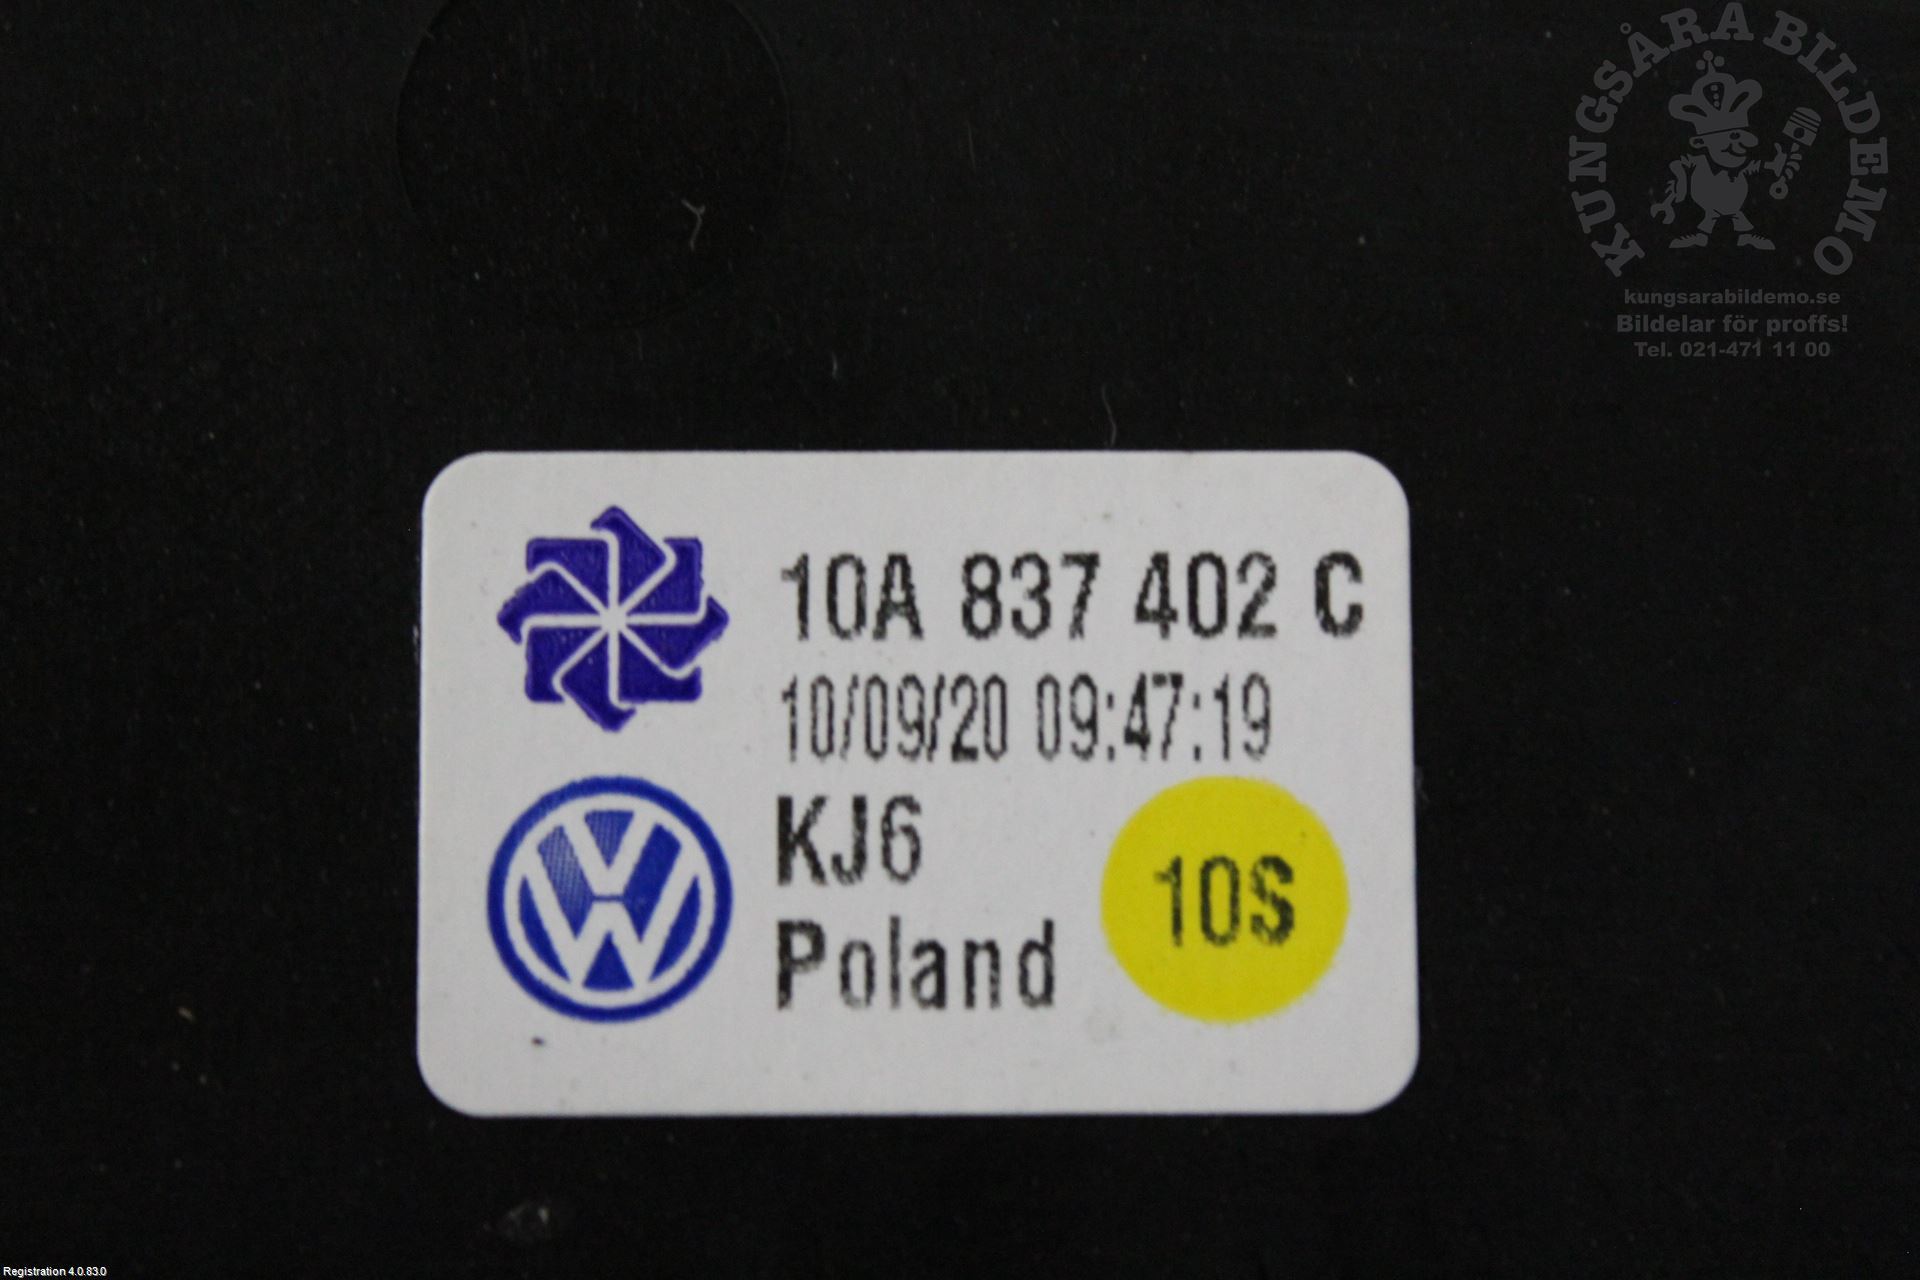 KUNGSÅRA BILDEMO
kungsarabildemo.se
Bildelar för proffs!
Tel. 021-471 11 00
10A 837 402 C
10/09/20 09:47:19
KJ6
10S
Poland
VW
Registration 4.0.83.0